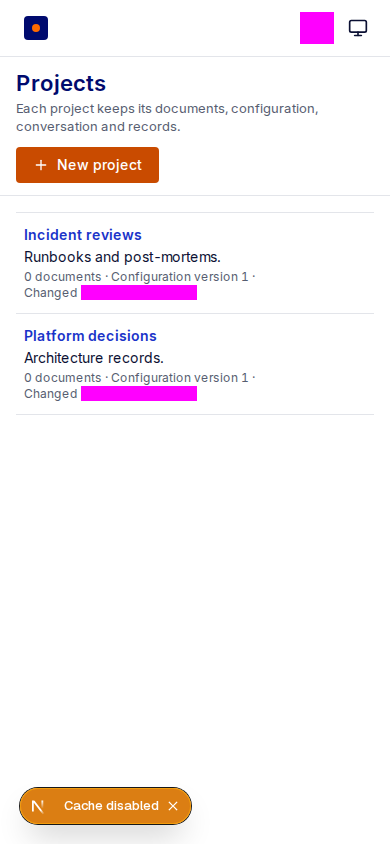 Projects
Each project keeps its documents, configuration,
conversation and records.
New project
Incident reviews
Runbooks and post-mortems.
0 documents · Configuration version 1 ·
Changed
Platform decisions
Architecture records.
0 documents · Configuration version 1 ·
Changed
Cache disabled